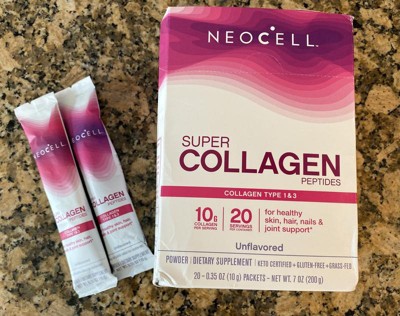 NEOCELL
SUPER
COLLAGEN
PEPTIDES
COLLAGEN TYPE 1&3
10g
COLLAGEN
PER SERVING
20
SERVINGS
PER CONTAINER
for healthy
skin, hair, nails &
joint support*
Unflavored
POWDER | DIETARY SUPPLEMENT | KETO CERTIFIED • GLUTEN-FREE • GRASS-FED
20 – 0.35 OZ (10 g) PACKETS – NET WT. 7 OZ (200 g)
NEOCELL
COLLAGEN
NEOCELL
COLLAGEN
PEPTIDES